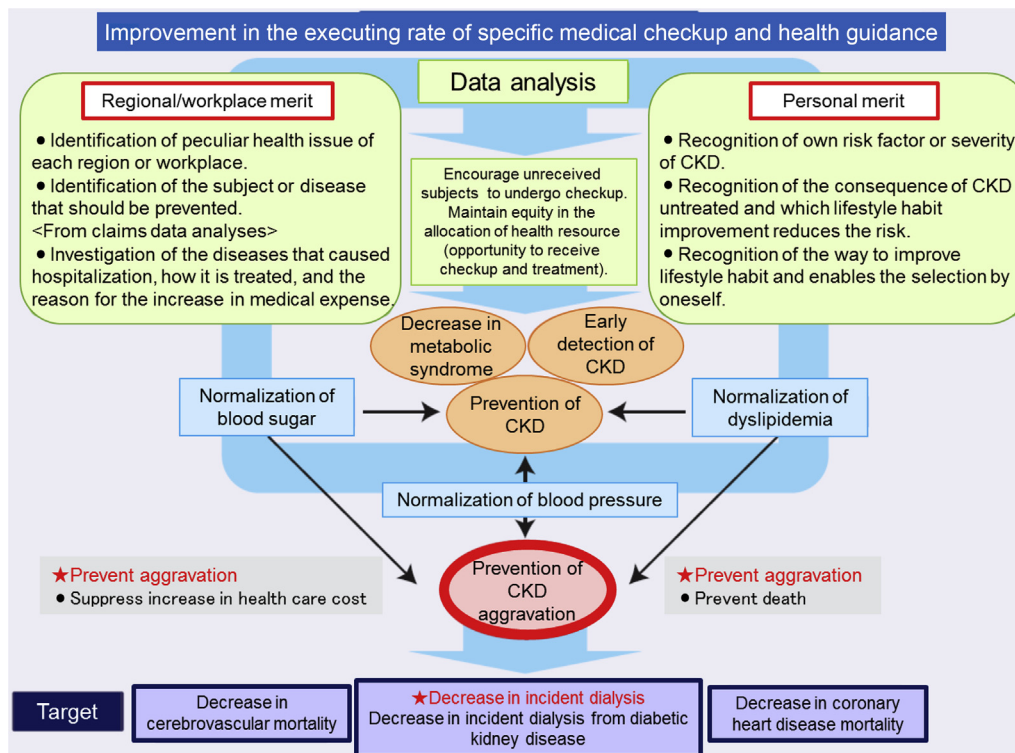 Improvement in the executing rate of specific medical checkup and health guidance
Data analysis
Regional/workplace merit
● Identification of peculiar health issue of
each region or workplace.
● Identification of the subject or disease
that should be prevented.
<From claims data analyses>
● Investigation of the diseases that caused
hospitalization, how it is treated, and the
reason for the increase in medical expense.
Encourage unreceived
subjects to undergo checkup.
Maintain equity in the
allocation of health resource
(opportunity to receive
checkup and treatment).
Personal merit
● Recognition of own risk factor or severity
of CKD.
● Recognition of the consequence of CKD
untreated and which lifestyle habit
improvement reduces the risk.
● Recognition of the way to improve
lifestyle habit and enables the selection by
oneself.
Decrease in
metabolic
syndrome
Early
detection of
CKD
Normalization of
blood sugar
Prevention of
CKD
Normalization of
dyslipidemia
Normalization of blood pressure
★Prevent aggravation
● Suppress increase in health care cost
Prevention of
CKD
aggravation
★Prevent aggravation
● Prevent death
Target
Decrease in
cerebrovascular mortality
★Decrease in incident dialysis
Decrease in incident dialysis from diabetic
kidney disease
Decrease in coronary
heart disease mortality